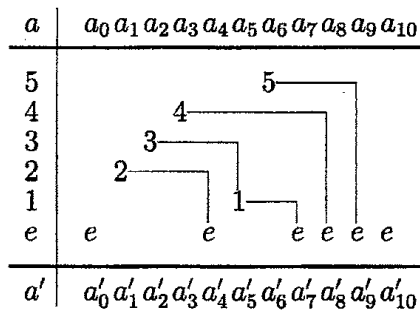 a a₀ a₁ a₂ a₃ a₄ a₅ a₆ a₇ a₈ a₉ a₁₀
5 5
4 4
3 3
2 2
1 1
e e e e e e e
a′ a′₀ a′₁ a′₂ a′₃ a′₄ a′₅ a′₆ a′₇ a′₈ a′₉ a′₁₀